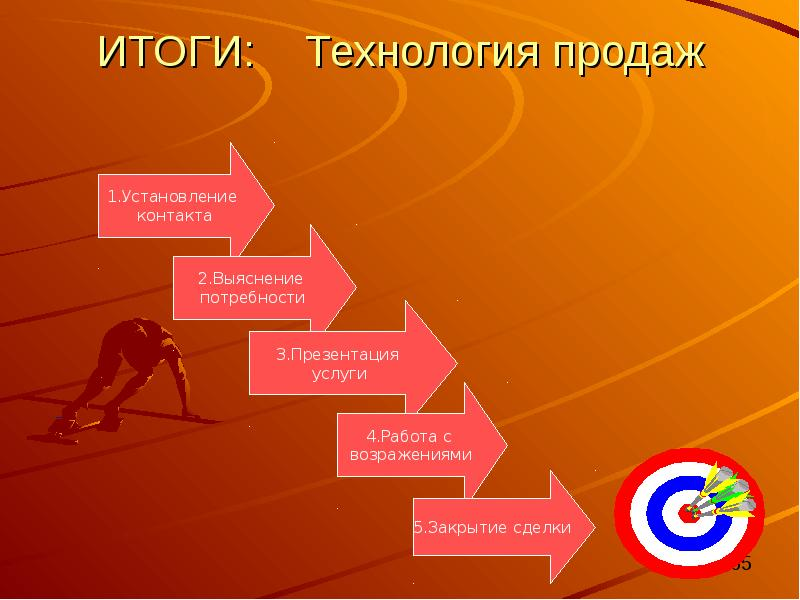 ИТОГИ: Технология продаж
1.Установление
контакта
2.Выяснение
потребности
3.Презентация
услуги
4.Работа с
возражениями
5.Закрытие сделки